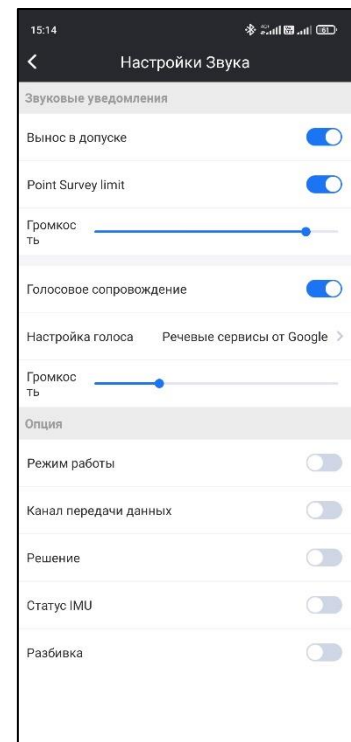 15:14
61
Настройки Звука
Звуковые уведомления
Вынос в допуске
Point Survey limit
Громкос
ть
Голосовое сопровождение
Настройка голоса Речевые сервисы от Google
Громкос
ть
Опция
Режим работы
Канал передачи данных
Решение
Статус IMU
Разбивка